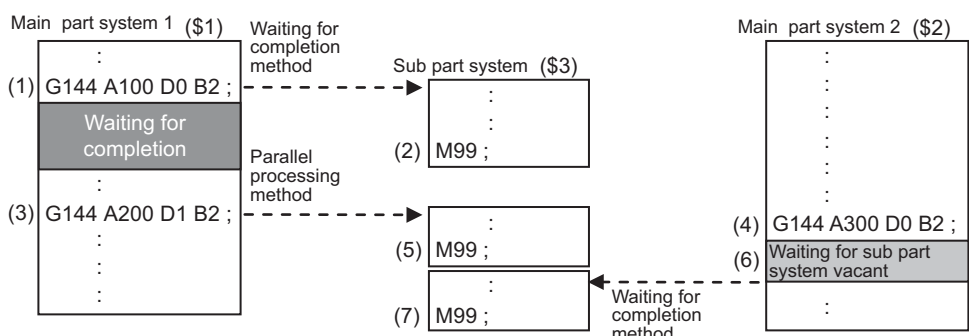 Main part system 1 ($1)
:
(1) G144 A100 D0 B2 ;
Waiting for
completion
:
(3) G144 A200 D1 B2 ;
:
:
:
Waiting for
completion
method
Parallel
processing
method
Sub part system ($3)
:
:
(2) M99 ;
:
(5) M99 ;
:
(7) M99 ;
Waiting for
completion
method
Main part system 2 ($2)
:
:
:
:
:
:
(4) G144 A300 D0 B2 ;
(6) Waiting for sub part
system vacant
: